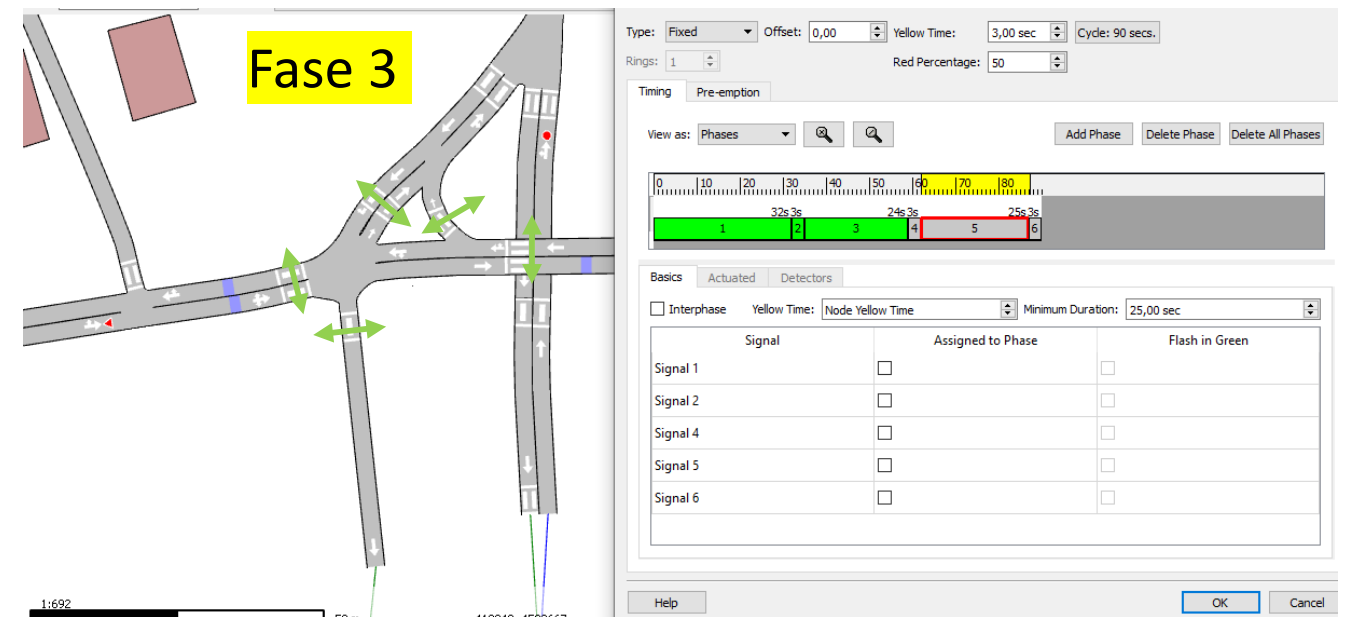 Fase 3
1:692
Type: Fixed Offset: 0,00 Yellow Time: 3,00 sec Cycle: 90 secs.
Rings: 1 Red Percentage: 50
Timing Pre-emption
View as: Phases Add Phase Delete Phase Delete All Phases
0 10 20 30 40 50 60 70 80
32s 3s 24s 3s 25s 3s
1 2 3 4 5 6
Basics Actuated Detectors
Interphase Yellow Time: Node Yellow Time Minimum Duration: 25,00 sec
Signal Assigned to Phase Flash in Green
Signal 1
Signal 2
Signal 4
Signal 5
Signal 6
Help OK Cancel